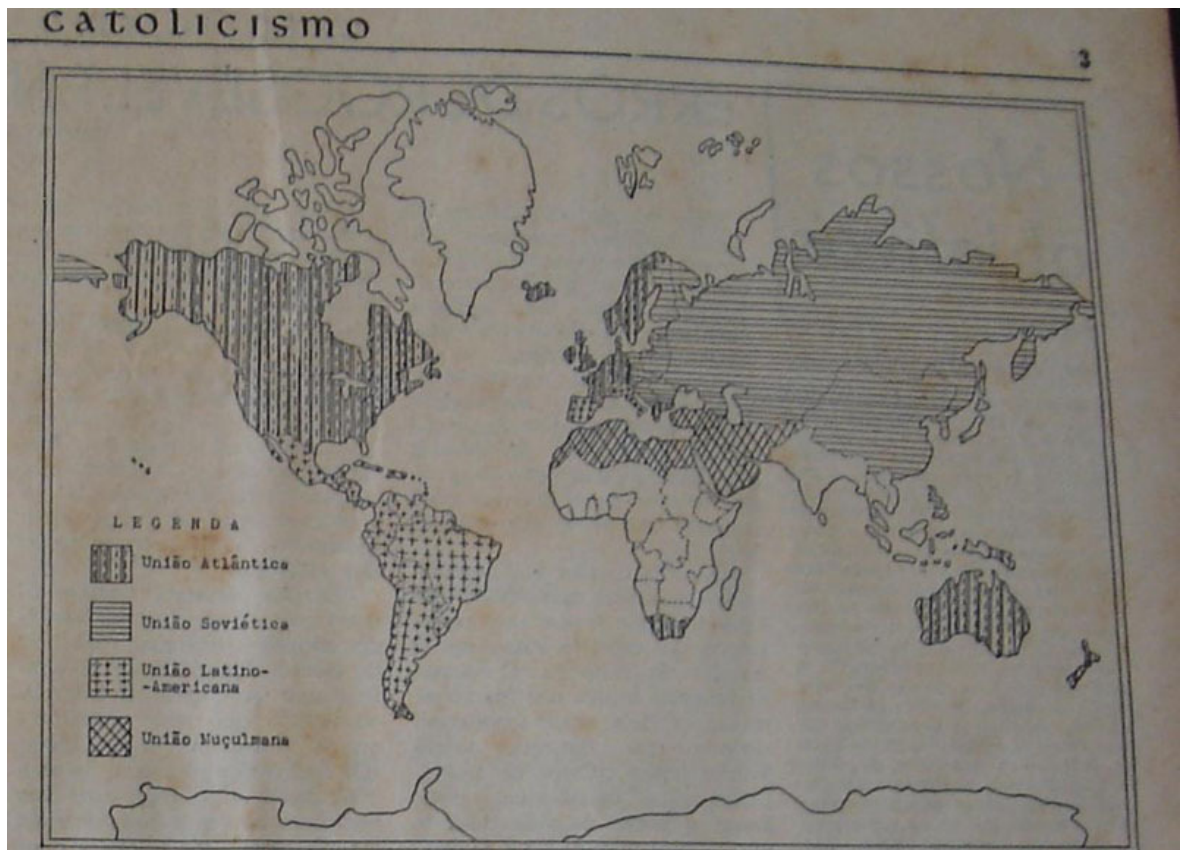 catolicismo
3
LEGENDA
União Atlântica
União Soviética
União Latino-
-Americana
União Muçulmana